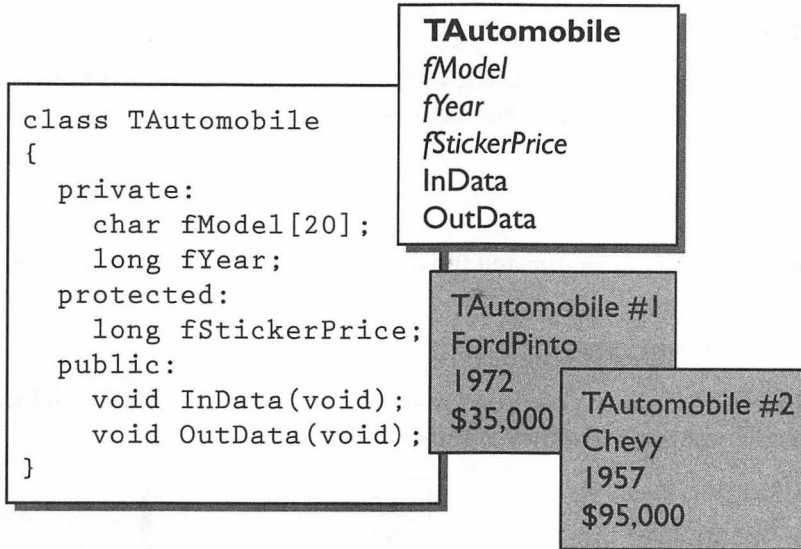 class TAutomobile
{
  private:
    char fModel[20];
    long fYear;
  protected:
    long fStickerPrice;
  public:
    void InData(void);
    void OutData(void);
}
TAutomobile
fModel
fYear
fStickerPrice
InData
OutData
TAutomobile #1
FordPinto
1972
$35,000
TAutomobile #2
Chevy
1957
$95,000